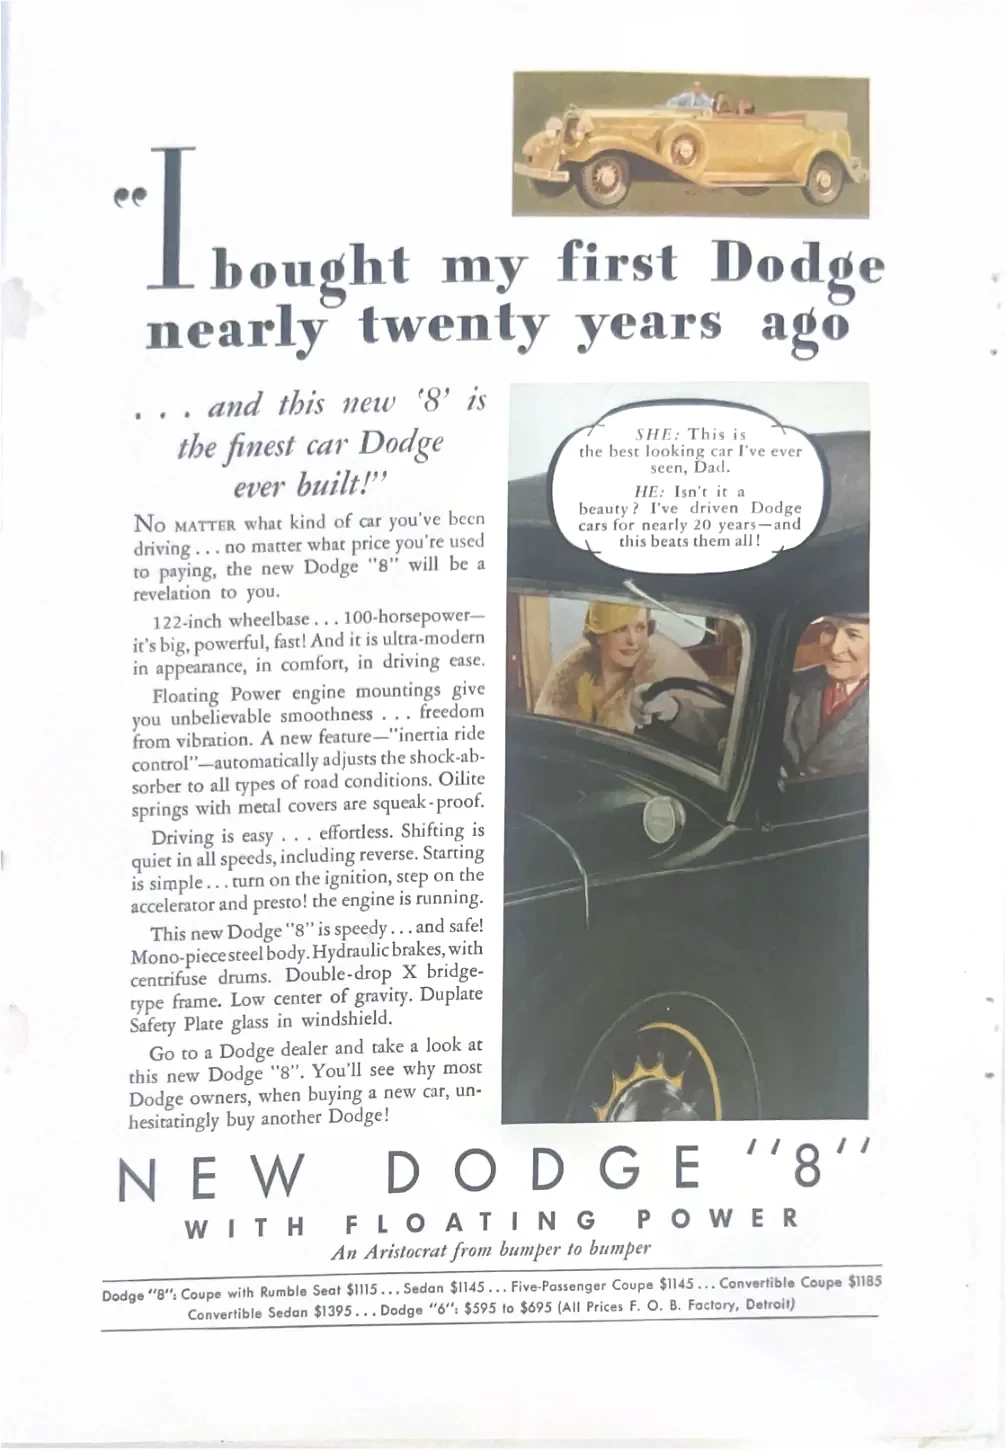 "I bought my first Dodge
nearly twenty years ago
. . . and this new '8' is
the finest car Dodge
ever built!"
SHE: This is
the best looking car I've ever
seen, Dad.
HE: Isn't it a
beauty? I've driven Dodge
cars for nearly 20 years—and
this beats them all!
NO MATTER what kind of car you've been
driving . . . no matter what price you're used
to paying, the new Dodge "8" will be a
revelation to you.
122-inch wheelbase . . . 100-horsepower—
it's big, powerful, fast! And it is ultra-modern
in appearance, in comfort, in driving ease.
Floating Power engine mountings give
you unbelievable smoothness . . . freedom
from vibration. A new feature—"inertia ride
control"—automatically adjusts the shock-ab-
sorber to all types of road conditions. Oilite
springs with metal covers are squeak-proof.
Driving is easy . . . effortless. Shifting is
quiet in all speeds, including reverse. Starting
is simple . . . turn on the ignition, step on the
accelerator and presto! the engine is running.
This new Dodge "8" is speedy . . . and safe!
Mono-piece steel body. Hydraulic brakes, with
centrifuse drums. Double-drop X bridge-
type frame. Low center of gravity. Duplate
Safety Plate glass in windshield.
Go to a Dodge dealer and take a look at
this new Dodge "8". You'll see why most
Dodge owners, when buying a new car, un-
hesitatingly buy another Dodge!
NEW DODGE "8"
WITH FLOATING POWER
An Aristocrat from bumper to bumper
Dodge "8": Coupe with Rumble Seat $1115 . . . Sedan $1145 . . . Five-Passenger Coupe $1145 . . . Convertible Coupe $1185
Convertible Sedan $1395 . . . Dodge "6": $595 to $695 (All Prices F. O. B. Factory, Detroit)